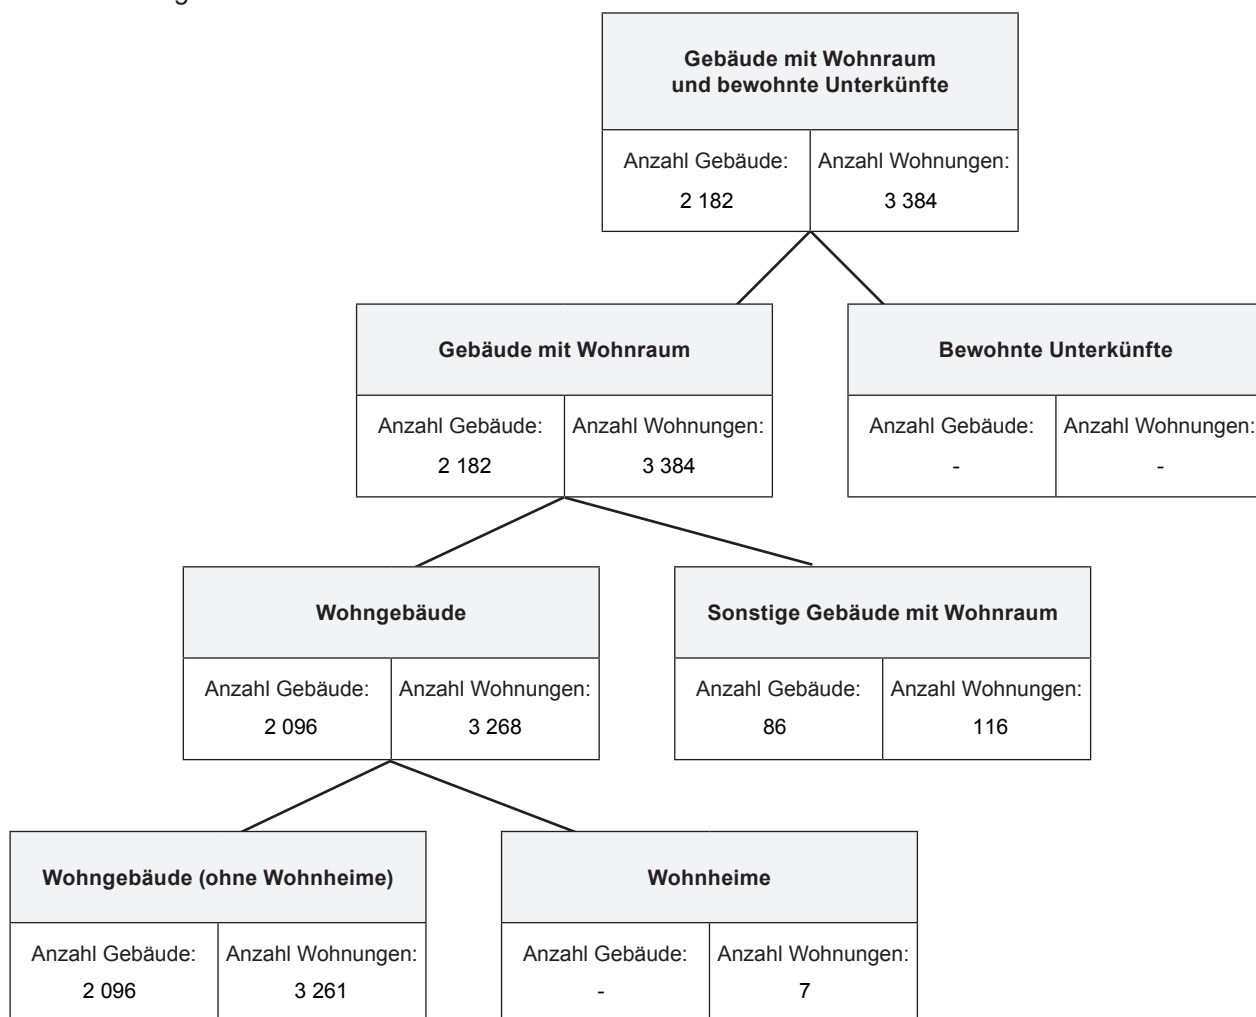 Gebäude mit Wohnraum
und bewohnte Unterkünfte
Anzahl Gebäude: Anzahl Wohnungen:
2 182 3 384
Gebäude mit Wohnraum Bewohnte Unterkünfte
Anzahl Gebäude: Anzahl Wohnungen: Anzahl Gebäude: Anzahl Wohnungen:
2 182 3 384 - -
Wohngebäude Sonstige Gebäude mit Wohnraum
Anzahl Gebäude: Anzahl Wohnungen: Anzahl Gebäude: Anzahl Wohnungen:
2 096 3 268 86 116
Wohngebäude (ohne Wohnheime) Wohnheime
Anzahl Gebäude: Anzahl Wohnungen: Anzahl Gebäude: Anzahl Wohnungen:
2 096 3 261 - 7